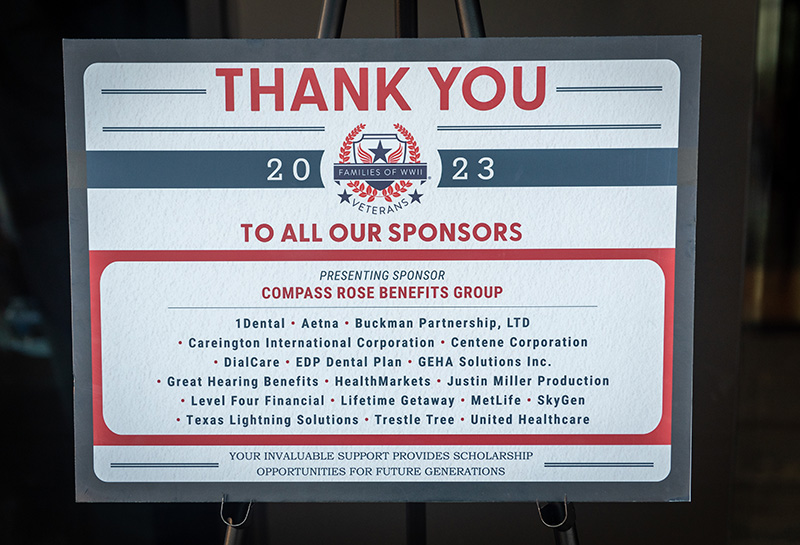 THANK YOU
20 23
FAMILIES OF WWII
VETERANS
TO ALL OUR SPONSORS
PRESENTING SPONSOR
COMPASS ROSE BENEFITS GROUP
1Dental • Aetna • Buckman Partnership, LTD
• Careington International Corporation • Centene Corporation
• DialCare • EDP Dental Plan • GEHA Solutions Inc.
• Great Hearing Benefits • HealthMarkets • Justin Miller Production
• Level Four Financial • Lifetime Getaway • MetLife • SkyGen
• Texas Lightning Solutions • Trestle Tree • United Healthcare
YOUR INVALUABLE SUPPORT PROVIDES SCHOLARSHIP
OPPORTUNITIES FOR FUTURE GENERATIONS